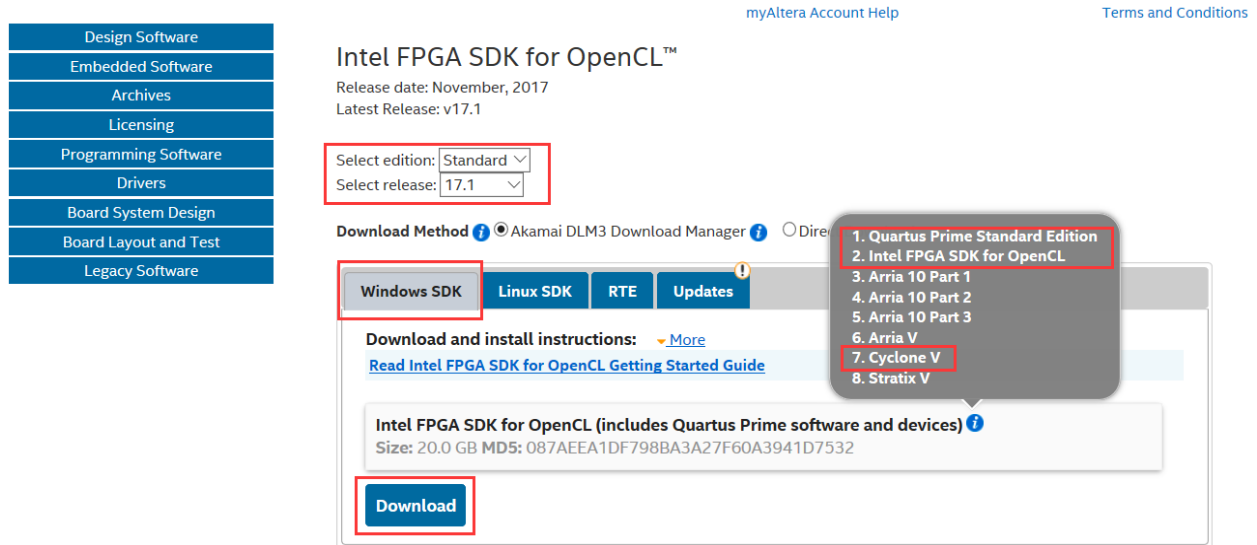 myAltera Account Help
Terms and Conditions
Design Software
Embedded Software
Archives
Licensing
Programming Software
Drivers
Board System Design
Board Layout and Test
Legacy Software
Intel FPGA SDK for OpenCL™
Release date: November, 2017
Latest Release: v17.1
Select edition: Standard
Select release: 17.1
Download Method i Akamai DLM3 Download Manager i Dire
Windows SDK
Linux SDK
RTE
Updates
!
1. Quartus Prime Standard Edition
2. Intel FPGA SDK for OpenCL
3. Arria 10 Part 1
4. Arria 10 Part 2
5. Arria 10 Part 3
6. Arria V
7. Cyclone V
8. Stratix V
Download and install instructions: More
Read Intel FPGA SDK for OpenCL Getting Started Guide
Intel FPGA SDK for OpenCL (includes Quartus Prime software and devices) i
Size: 20.0 GB MD5: 087AEEA1DF798BA3A27F60A3941D7532
Download